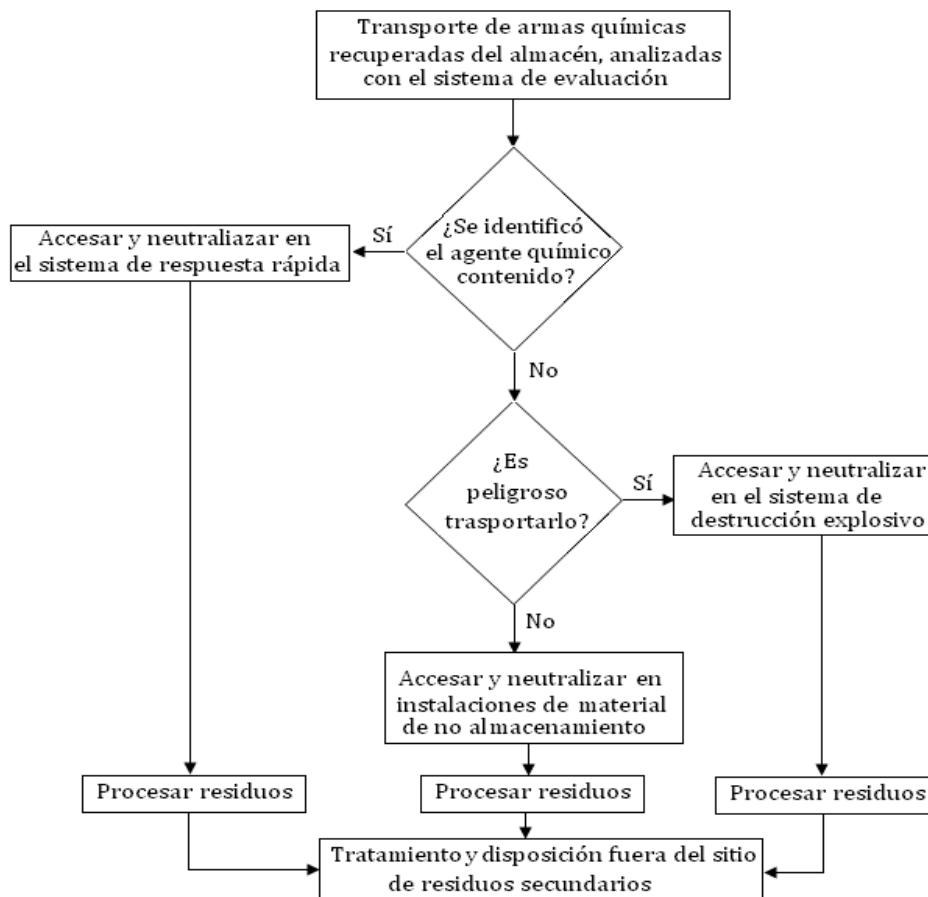 Transporte de armas químicas
recuperadas del almacén, analizadas
con el sistema de evaluación
¿Se identificó
el agente químico
contenido?
Sí
Accesar y neutraliazar en
el sistema de respuesta rápida
No
¿Es
peligroso
trasportarlo?
Sí
Accesar y neutralizar
en el sistema de
destrucción explosivo
No
Accesar y neutralizar en
instalaciones de material
de no almacenamiento
Procesar residuos
Procesar residuos
Procesar residuos
Tratamiento y disposición fuera del sitio
de residuos secundarios